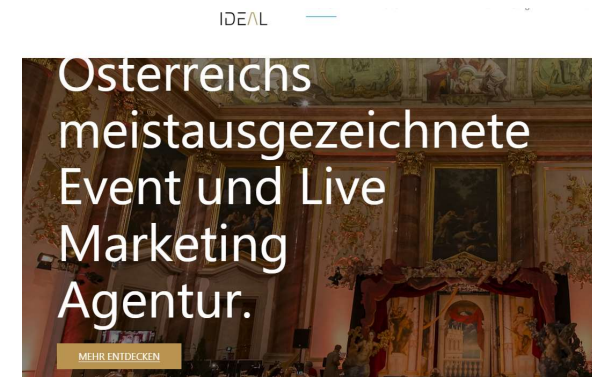 IDEAL
Österreichs
meistausgezeichnete
Event und Live
Marketing
Agentur.
MEHR ENTDECKEN